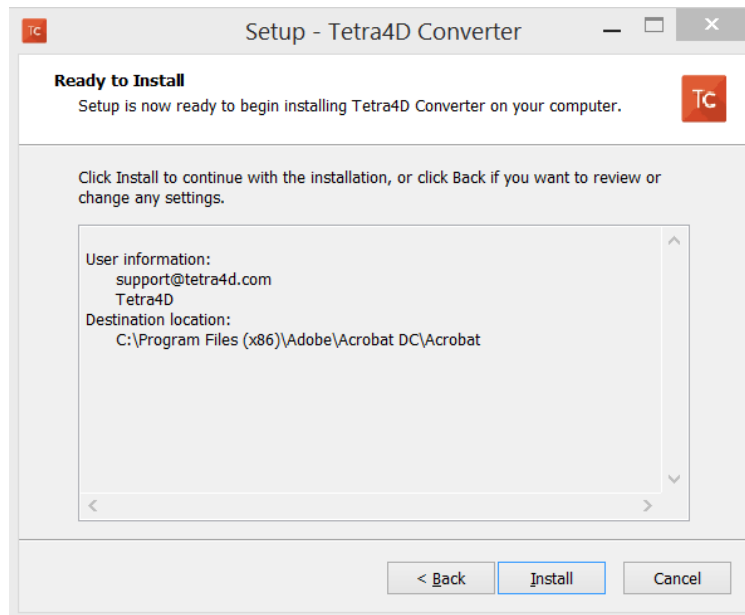 TC
Setup - Tetra4D Converter
Ready to Install
Setup is now ready to begin installing Tetra4D Converter on your computer.
TC
Click Install to continue with the installation, or click Back if you want to review or
change any settings.
User information:
support@tetra4d.com
Tetra4D
Destination location:
C:\Program Files (x86)\Adobe\Acrobat DC\Acrobat
< Back
Install
Cancel